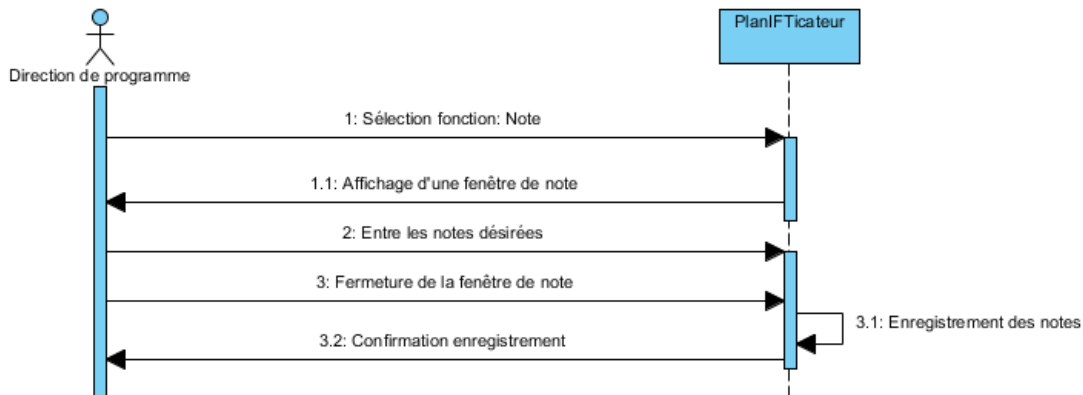 PlanIFTicateur
Direction de programme
1: Sélection fonction: Note
1.1: Affichage d'une fenêtre de note
2: Entre les notes désirées
3: Fermeture de la fenêtre de note
3.1: Enregistrement des notes
3.2: Confirmation enregistrement